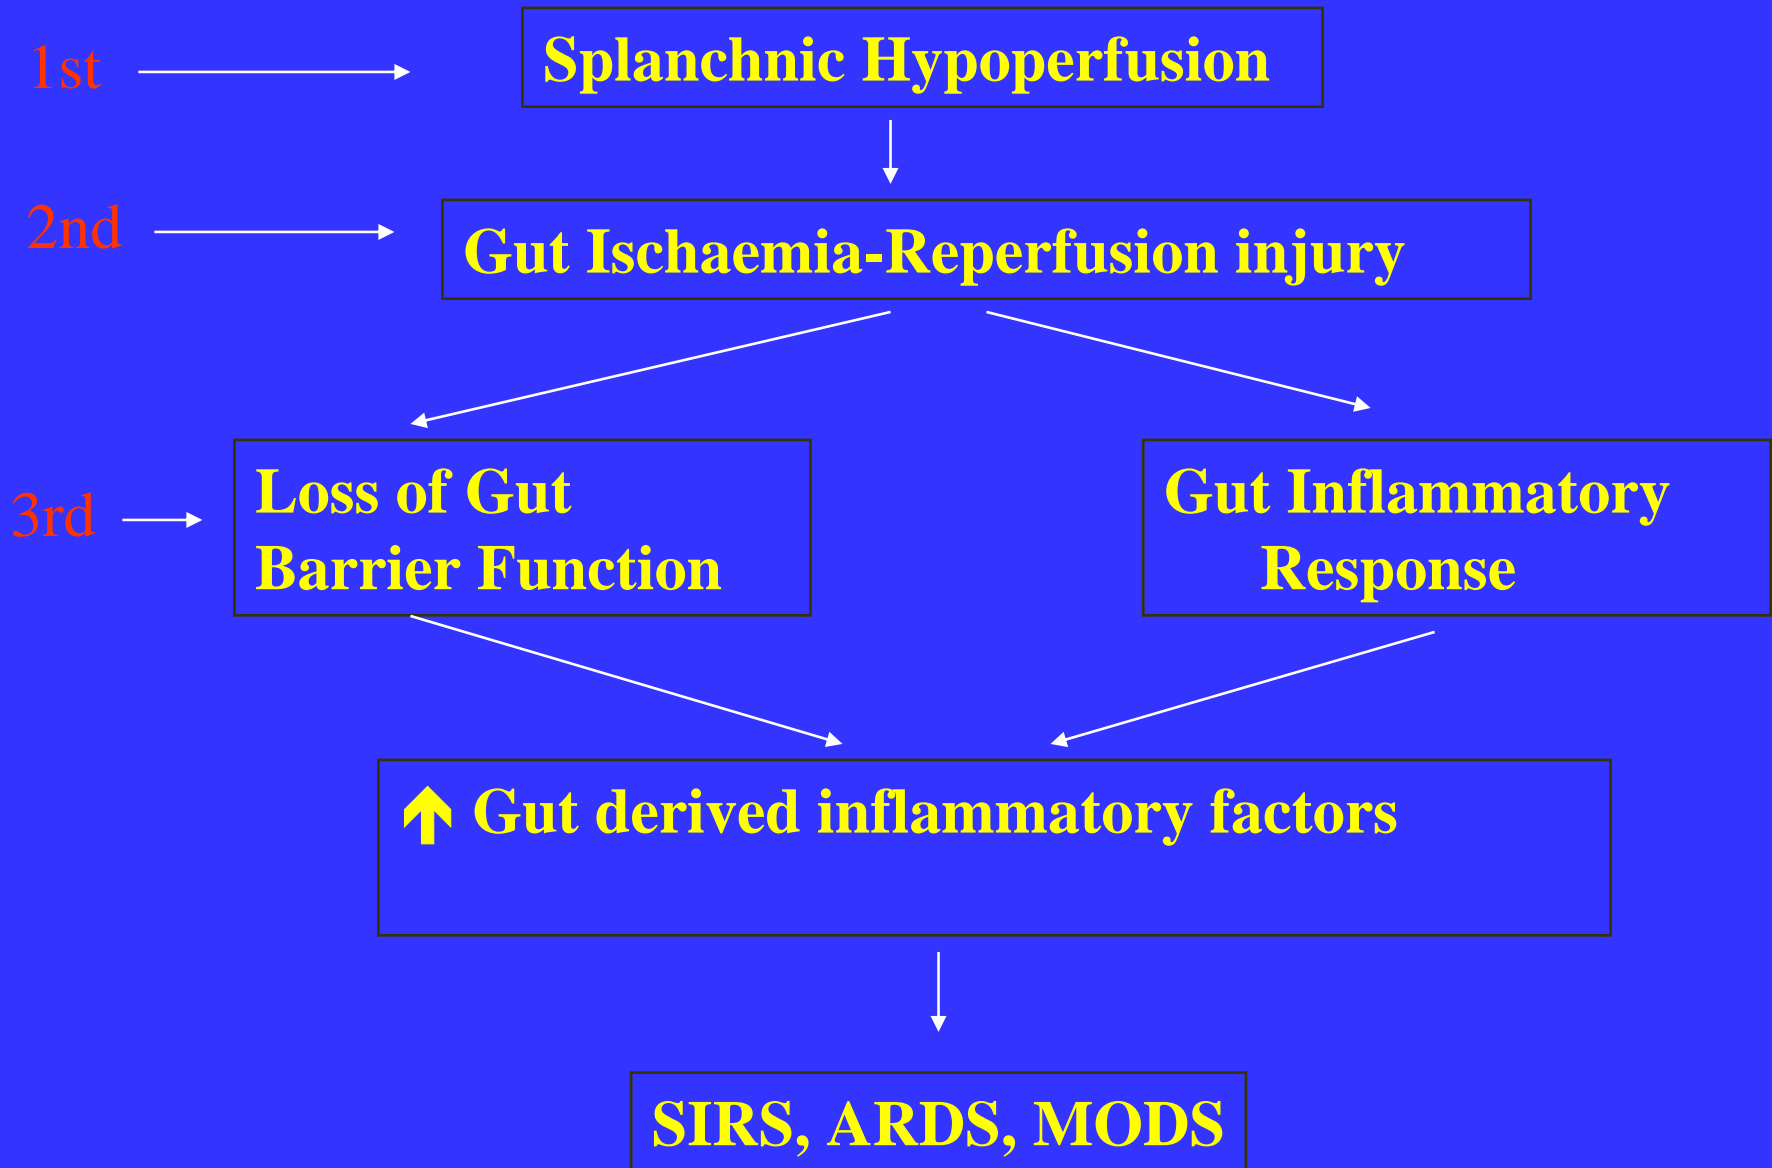 1st
Splanchnic Hypoperfusion
2nd
Gut Ischaemia-Reperfusion injury
3rd
Loss of Gut
Barrier Function
Gut Inflammatory
Response
↑ Gut derived inflammatory factors
SIRS, ARDS, MODS